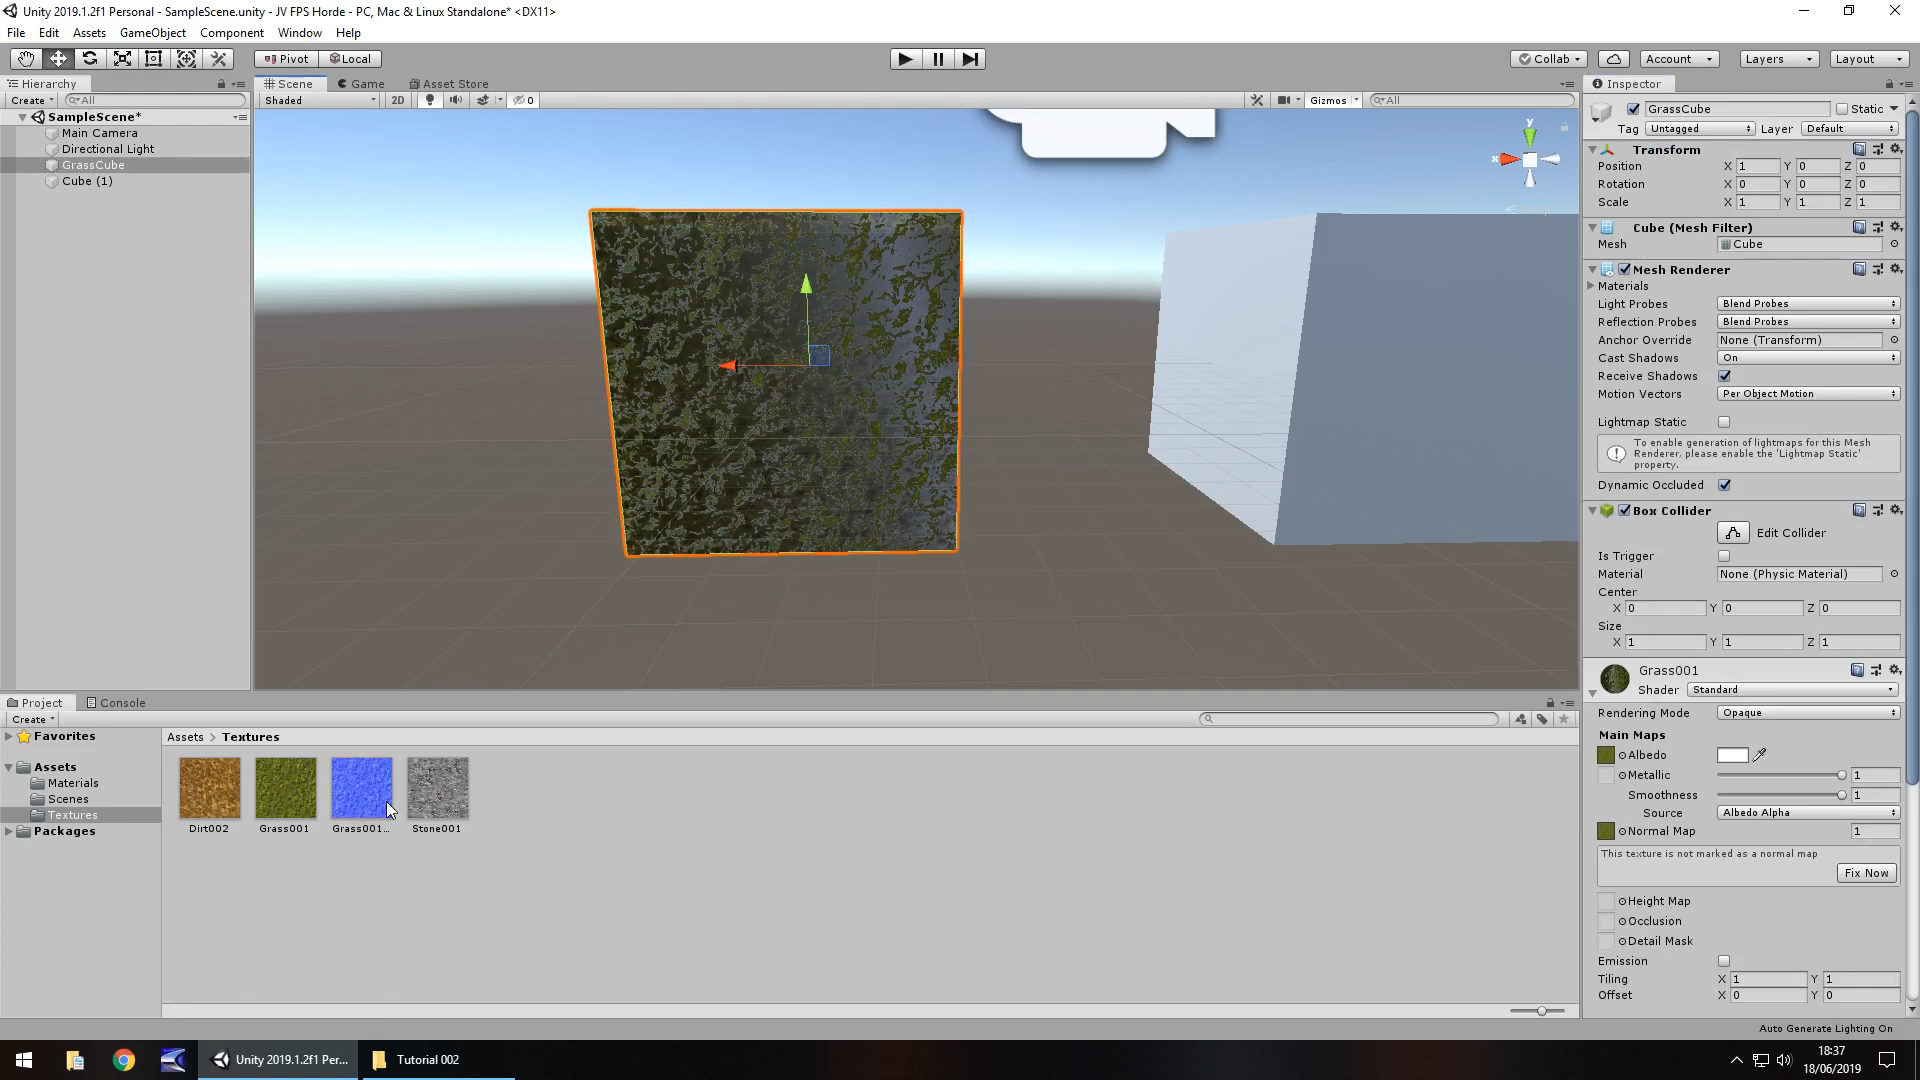 Unity 2019.1.2f1 Personal - SampleScene.unity - JV FPS Horde - PC, Mac & Linux Standalone* <DX11>
File Edit Assets GameObject Component Window Help
Pivot Local Collab Account Layers Layout
Hierarchy
Create All
SampleScene*
Main Camera
Directional Light
GrassCube
Cube (1)
Scene Game Asset Store
Shaded 2D 0 Gizmos All
y
x
Inspector
GrassCube Static
Tag Untagged Layer Default
Transform
Position X 1 Y 0 Z 0
Rotation X 0 Y 0 Z 0
Scale X 1 Y 1 Z 1
Cube (Mesh Filter)
Mesh Cube
Mesh Renderer
Materials
Light Probes Blend Probes
Reflection Probes Blend Probes
Anchor Override None (Transform)
Cast Shadows On
Receive Shadows
Motion Vectors Per Object Motion
Lightmap Static
To enable generation of lightmaps for this Mesh
Renderer, please enable the 'Lightmap Static'
property.
Dynamic Occluded
Box Collider
Edit Collider
Is Trigger
Material None (Physic Material)
Center
X 0 Y 0 Z 0
Size
X 1 Y 1 Z 1
Grass001
Shader Standard
Rendering Mode Opaque
Main Maps
Albedo
Metallic 1
Smoothness 1
Source Albedo Alpha
Normal Map 1
This texture is not marked as a normal map
Fix Now
Height Map
Occlusion
Detail Mask
Emission
Tiling X 1 Y 1
Offset X 0 Y 0
Project Console
Create
Favorites
Assets
Materials
Scenes
Textures
Packages
Assets > Textures
Dirt002 Grass001 Grass001... Stone001
Auto Generate Lighting On
Unity 2019.1.2f1 Per... Tutorial 002
18:37
18/06/2019